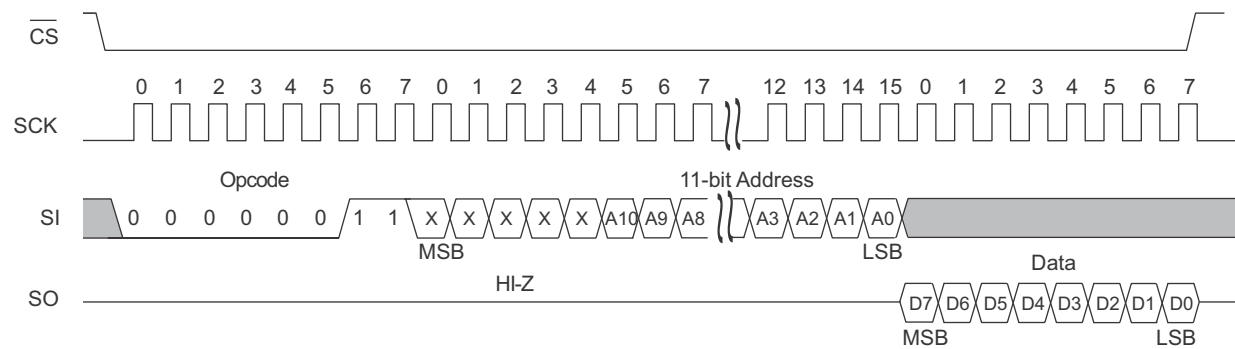 CS
0 1 2 3 4 5 6 7 0 1 2 3 4 5 6 7 12 13 14 15 0 1 2 3 4 5 6 7
SCK
Opcode 11-bit Address
SI 0 0 0 0 0 0 1 1 X X X X X A10 A9 A8 A3 A2 A1 A0
MSB LSB
HI-Z Data
SO D7 D6 D5 D4 D3 D2 D1 D0
MSB LSB